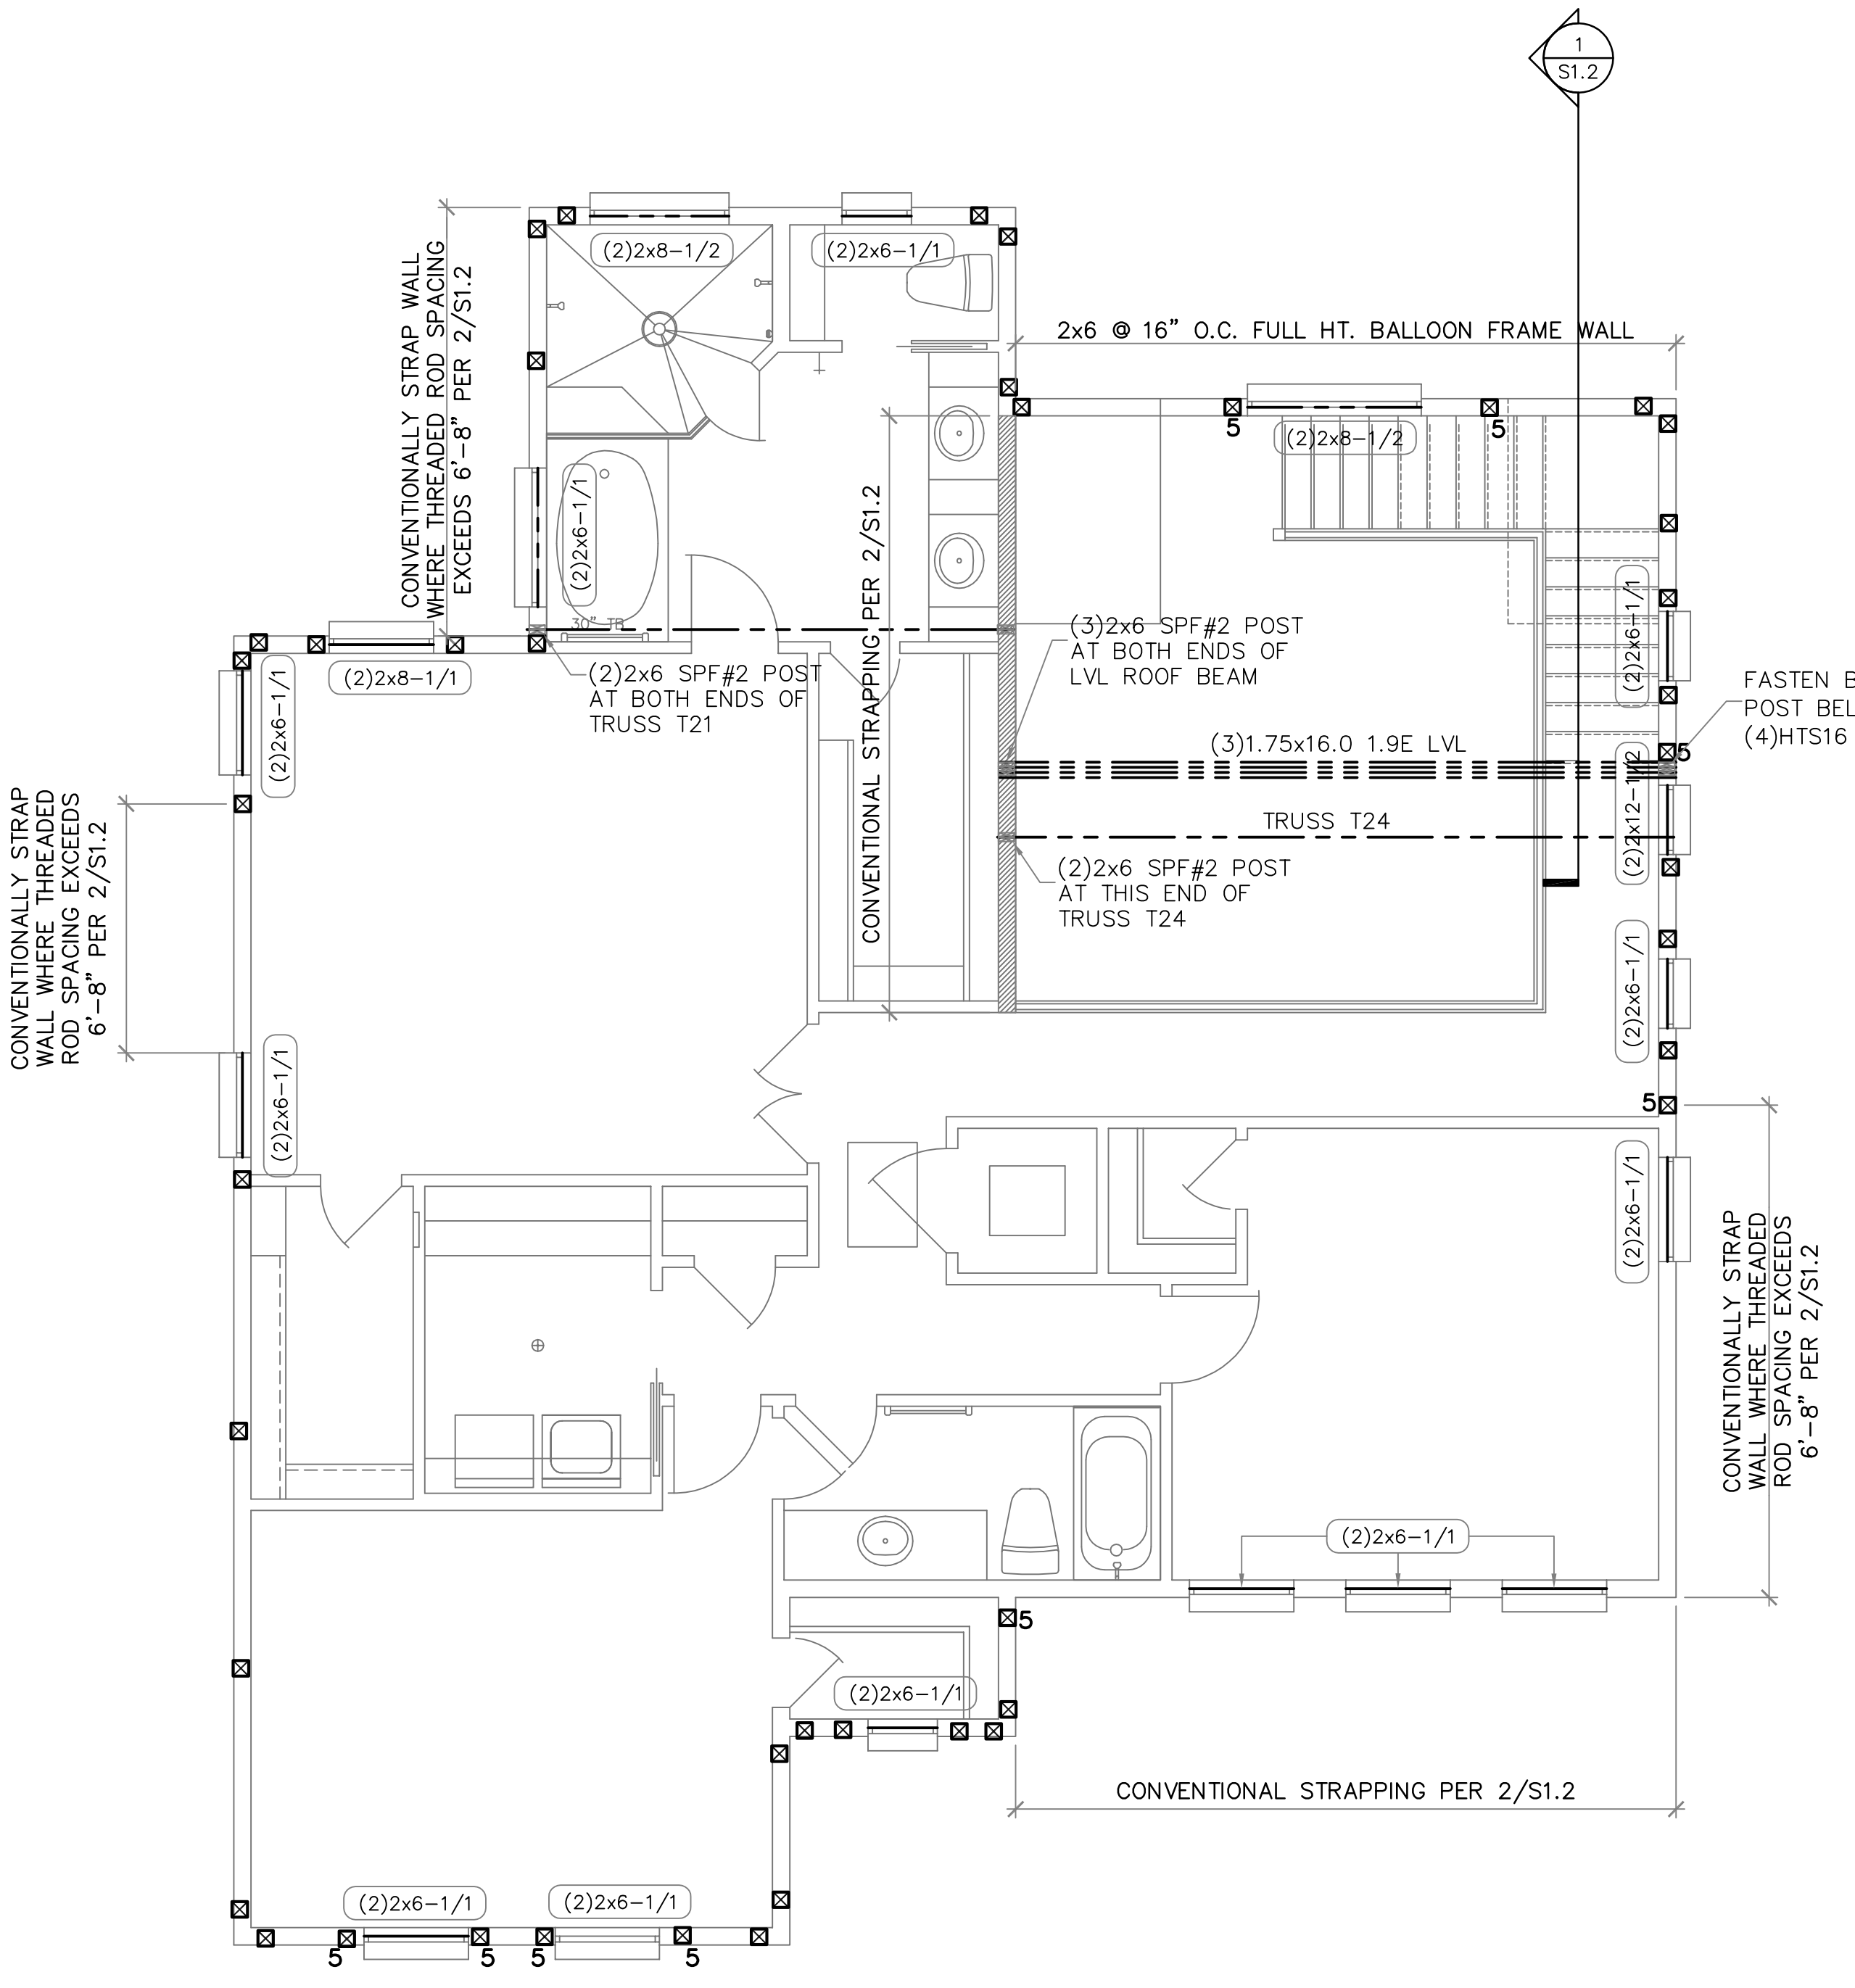 1
S1.2
CONVENTIONALLY STRAP WALL
WHERE THREADED ROD SPACING
EXCEEDS 6'-8" PER 2/S1.2
(2)2x8-1/2
(2)2x6-1/1
2x6 @ 16" O.C. FULL HT. BALLOON FRAME WALL
5
(2)2x8-1/2
5
(2)2x6-1/1
30" TB
CONVENTIONAL STRAPPING PER 2/S1.2
(3)2x6 SPF#2 POST
AT BOTH ENDS OF
LVL ROOF BEAM
(2)2x6-1/1
(2)2x6-1/1
(2)2x8-1/1
(2)2x6 SPF#2 POST
AT BOTH ENDS OF
TRUSS T21
FASTEN B
POST BEL
(4)HTS16
(3)1.75x16.0 1.9E LVL
5
(2)2x12-1/2
TRUSS T24
(2)2x6 SPF#2 POST
AT THIS END OF
TRUSS T24
CONVENTIONALLY STRAP
WALL WHERE THREADED
ROD SPACING EXCEEDS
6'-8" PER 2/S1.2
(2)2x6-1/1
(2)2x6-1/1
5
(2)2x6-1/1
CONVENTIONALLY STRAP
WALL WHERE THREADED
ROD SPACING EXCEEDS
6'-8" PER 2/S1.2
(2)2x6-1/1
5
(2)2x6-1/1
CONVENTIONAL STRAPPING PER 2/S1.2
(2)2x6-1/1
(2)2x6-1/1
5
5
5
5